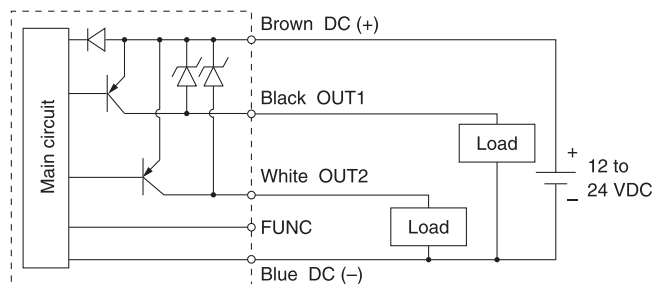 Brown DC (+)
Main circuit
Black OUT1
Load
+
12 to
24 VDC
–
White OUT2
Load
FUNC
Blue DC (–)